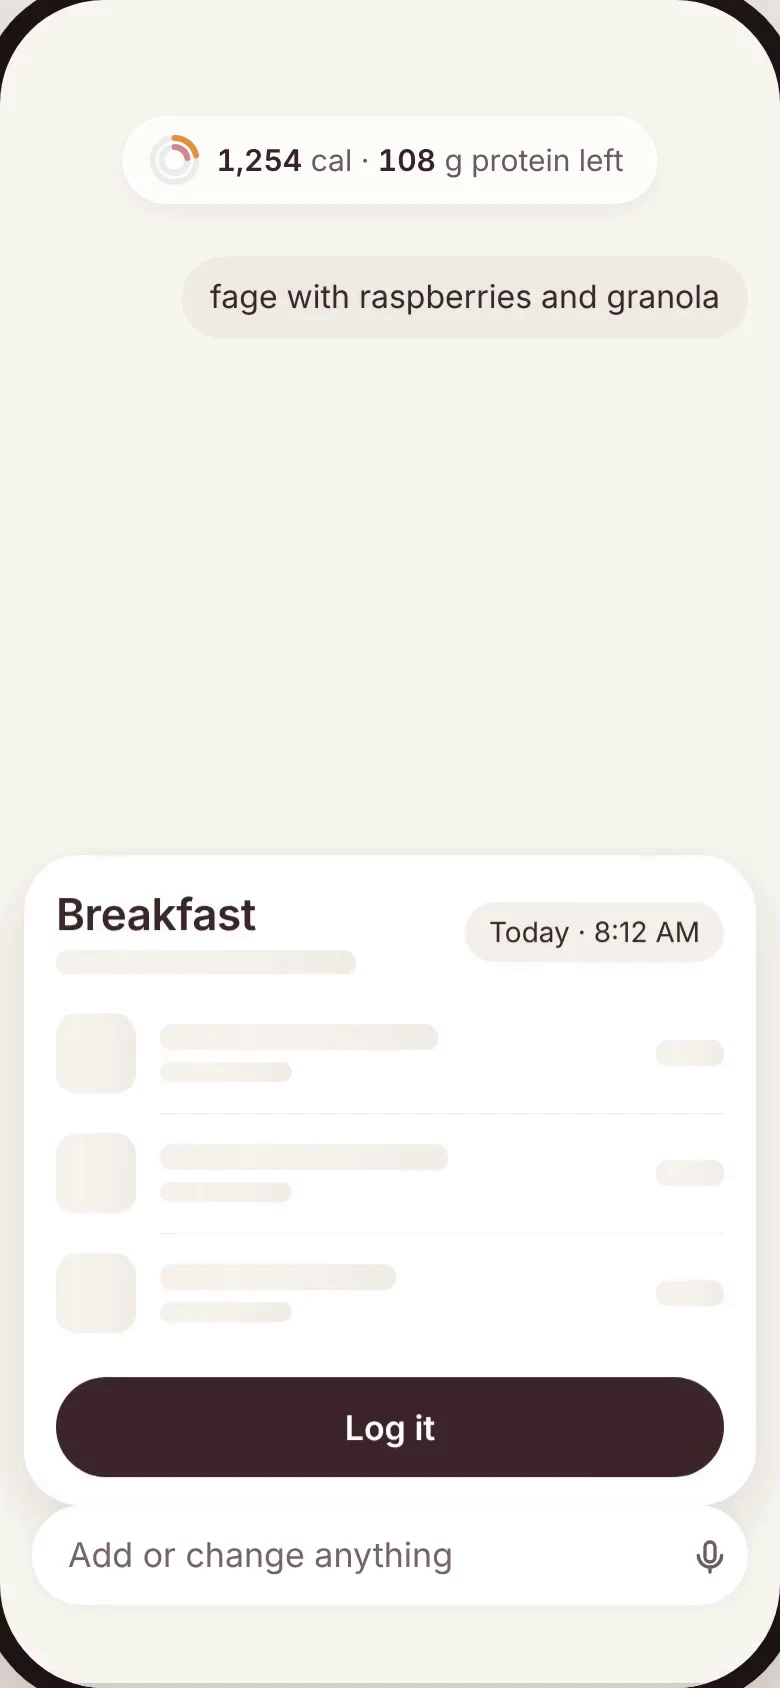 1,254 cal · 108 g protein left
fage with raspberries and granola
Breakfast
Today · 8:12 AM
Log it
Add or change anything